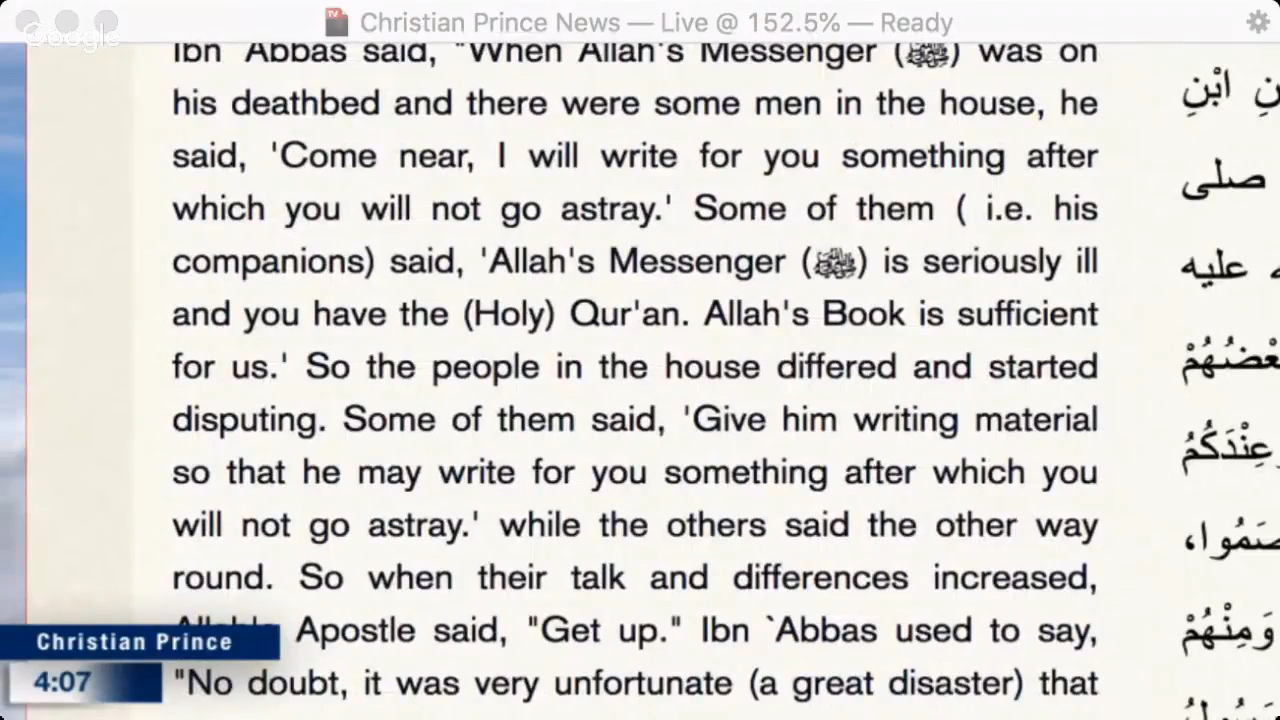 Christian Prince News — Live @ 152.5% — Ready
Google
Ibn `Abbas said, "When Allah's Messenger (ﷺ) was on
his deathbed and there were some men in the house, he
said, 'Come near, I will write for you something after
which you will not go astray.' Some of them ( i.e. his
companions) said, 'Allah's Messenger (ﷺ) is seriously ill
and you have the (Holy) Qur'an. Allah's Book is sufficient
for us.' So the people in the house differed and started
disputing. Some of them said, 'Give him writing material
so that he may write for you something after which you
will not go astray.' while the others said the other way
round. So when their talk and differences increased,
Allah's Apostle said, "Get up." Ibn `Abbas used to say,
"No doubt, it was very unfortunate (a great disaster) that
ابْنِ
صلى
عليه
عِنْدَكُمُ
وَمِنْهُمْ
Christian Prince
4:07